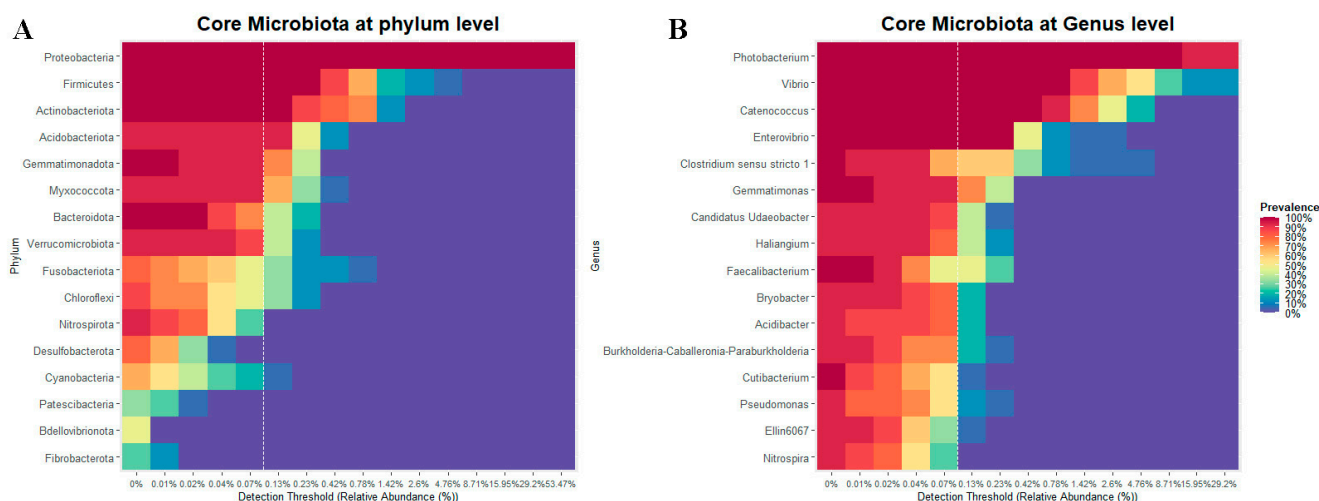 A
Core Microbiota at phylum level
Phylum
Proteobacteria
Firmicutes
Actinobacteriota
Acidobacteriota
Gemmatimonadota
Myxococcota
Bacteroidota
Verrucomicrobiota
Fusobacteriota
Chloroflexi
Nitrospirota
Desulfobacterota
Cyanobacteria
Patescibacteria
Bdellovibrionota
Fibrobacterota
0% 0.01% 0.02% 0.04% 0.07% 0.13% 0.23% 0.42% 0.78% 1.42% 2.6% 4.76% 8.71% 15.95% 29.2% 53.47%
Detection Threshold (Relative Abundance (%))
B
Core Microbiota at Genus level
Genus
Photobacterium
Vibrio
Catenococcus
Enterovibrio
Clostridium sensu stricto 1
Gemmatimonas
Candidatus Udaeobacter
Haliangium
Faecalibacterium
Bryobacter
Acidibacter
Burkholderia-Caballeronia-Paraburkholderia
Cutibacterium
Pseudomonas
Ellin6067
Nitrospira
0% 0.01% 0.02% 0.04% 0.07% 0.13% 0.23% 0.42% 0.78% 1.42% 2.6% 4.76% 8.71% 15.95% 29.2%
Detection Threshold (Relative Abundance (%))
Prevalence
100%
90%
80%
70%
60%
50%
40%
30%
20%
10%
0%